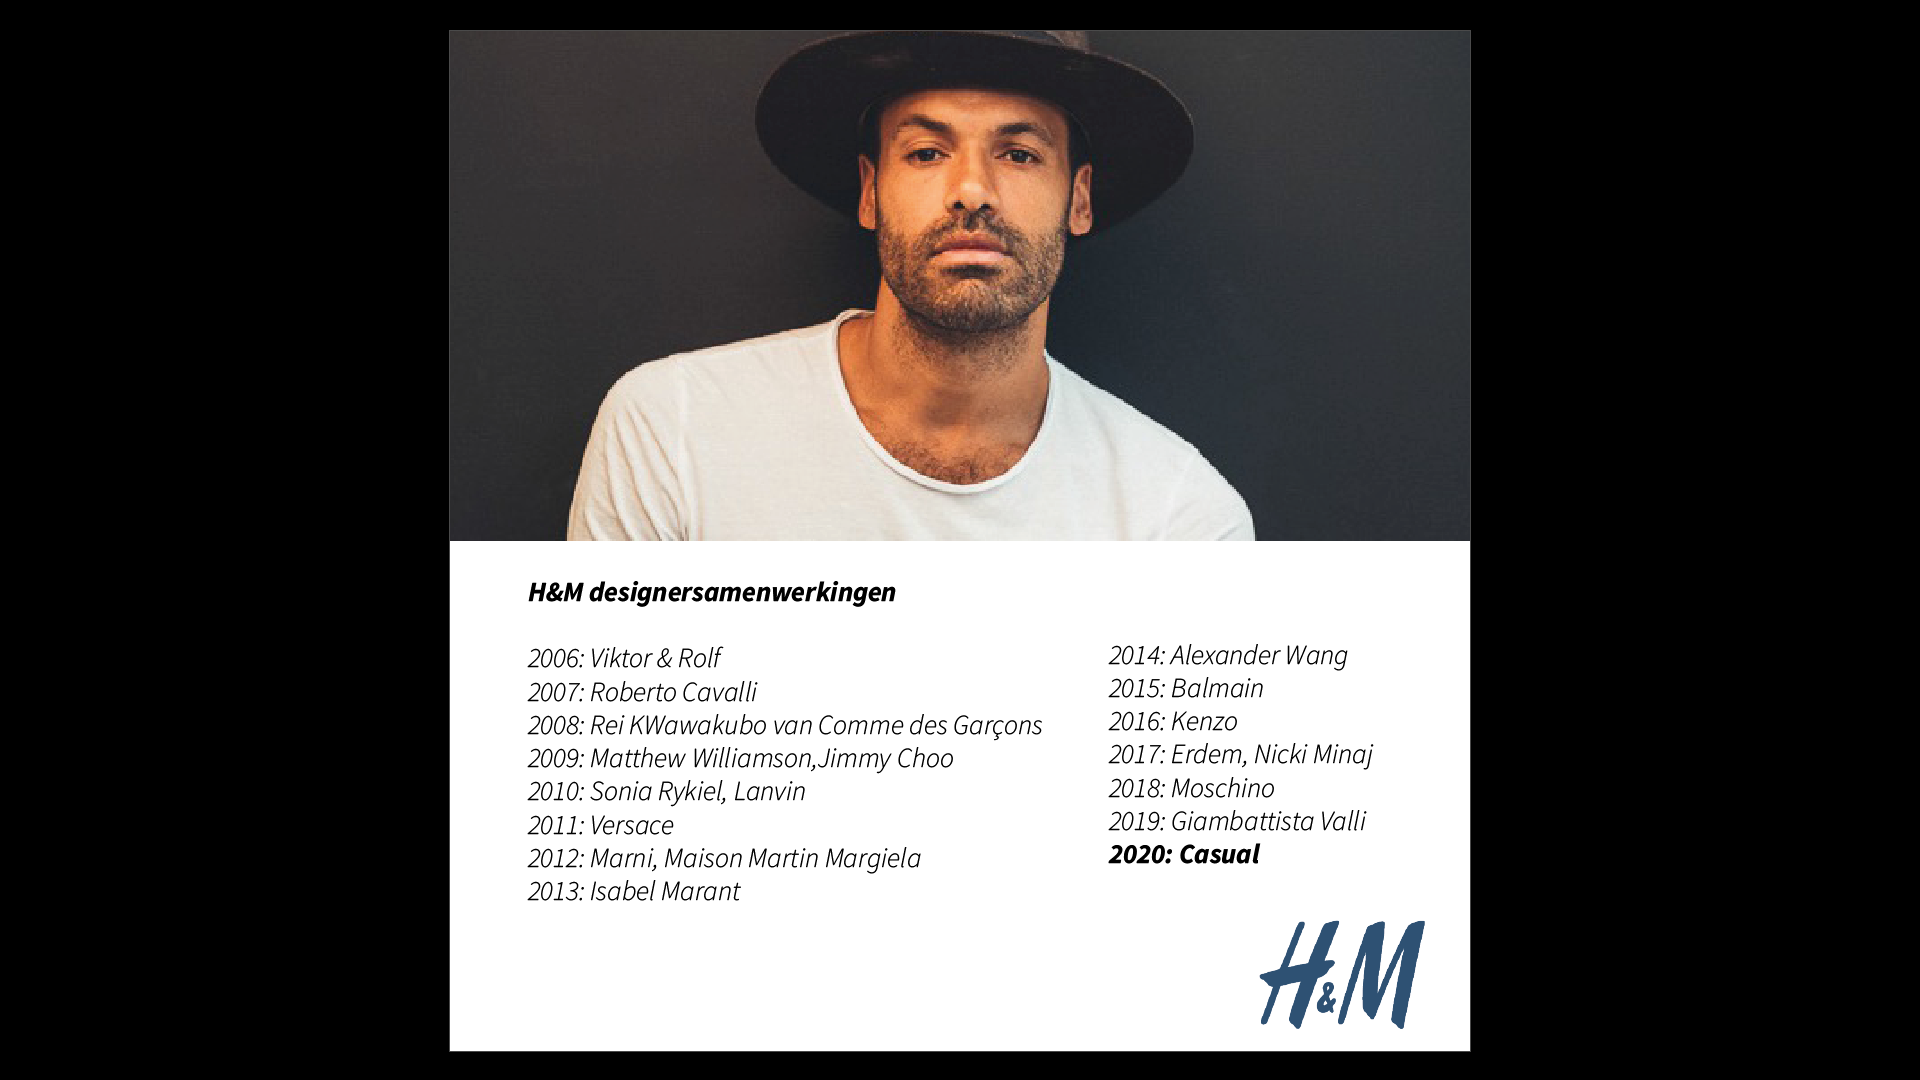 H&M designersamenwerkingen
2006: Viktor & Rolf
2007: Roberto Cavalli
2008: Rei KWawakubo van Comme des Garçons
2009: Matthew Williamson,Jimmy Choo
2010: Sonia Rykiel, Lanvin
2011: Versace
2012: Marni, Maison Martin Margiela
2013: Isabel Marant
2014: Alexander Wang
2015: Balmain
2016: Kenzo
2017: Erdem, Nicki Minaj
2018: Moschino
2019: Giambattista Valli
2020: Casual
H&M